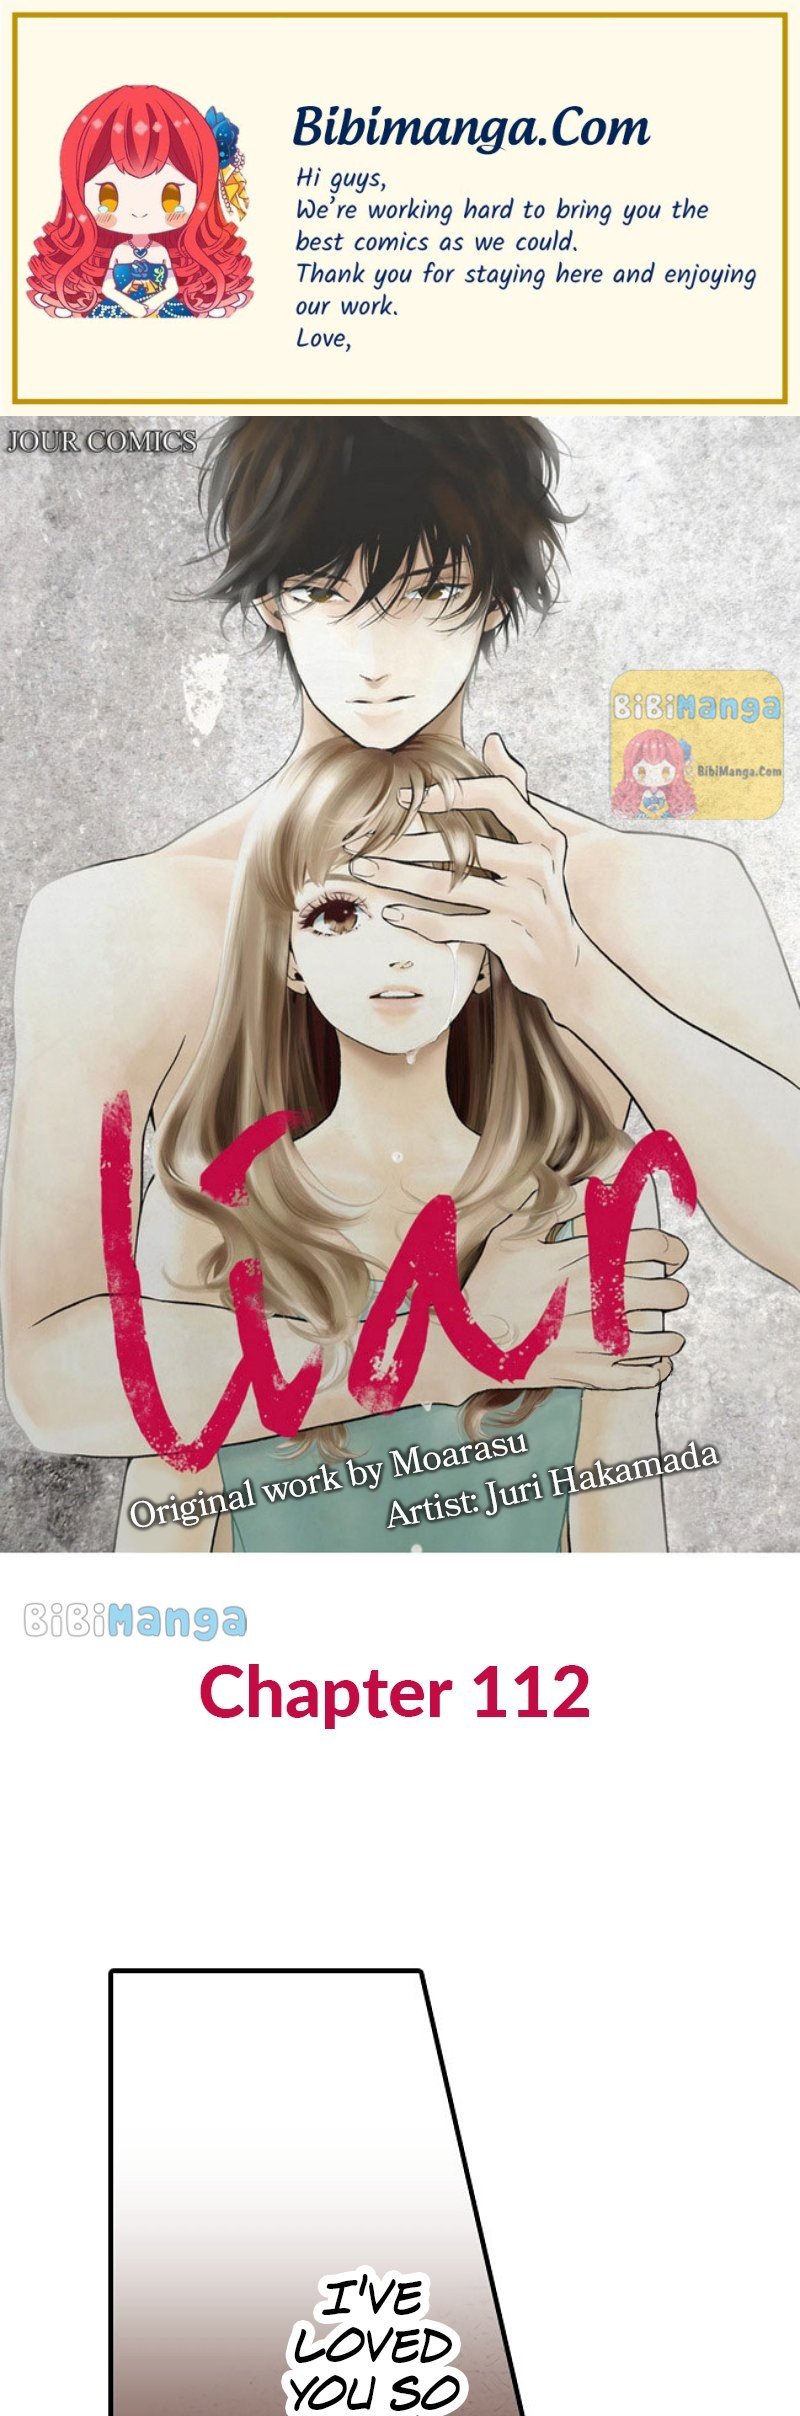 Bibimanga.Com
Hi guys,
We're working hard to bring you the
best comics as we could.
Thank you for staying here and enjoying
our work.
Love,
JOUR COMICS
BiBiManga
BibiManga.Com
liar
Original work by Moarasu
Artist: Juri Hakamada
BiBiManga
Chapter 112
I'VE
LOVED
YOU SO